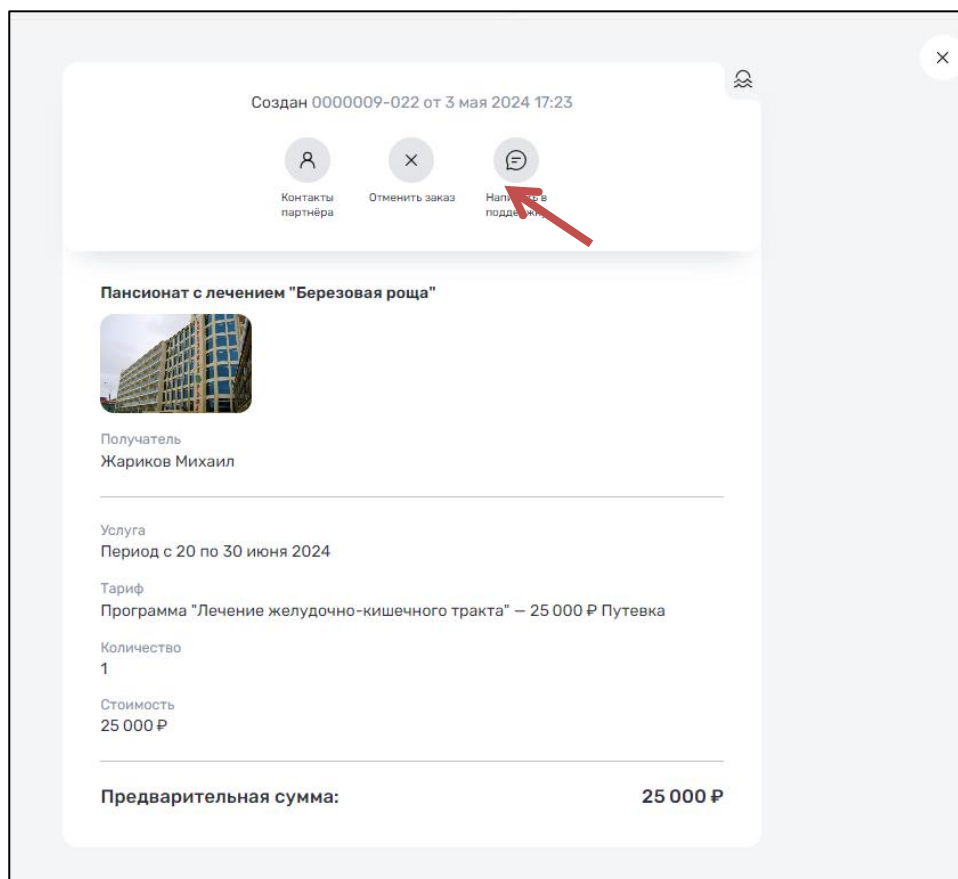 Создан 0000009-022 от 3 мая 2024 17:23
Контакты партнёра
Отменить заказ
в
Пансионат с лечением "Березовая роща"
Получатель
Жариков Михаил
Услуга
Период с 20 по 30 июня 2024
Тариф
Программа "Лечение желудочно-кишечного тракта" — 25 000 ₽ Путевка
Количество
1
Стоимость
25 000 ₽
Предварительная сумма: 25 000 ₽